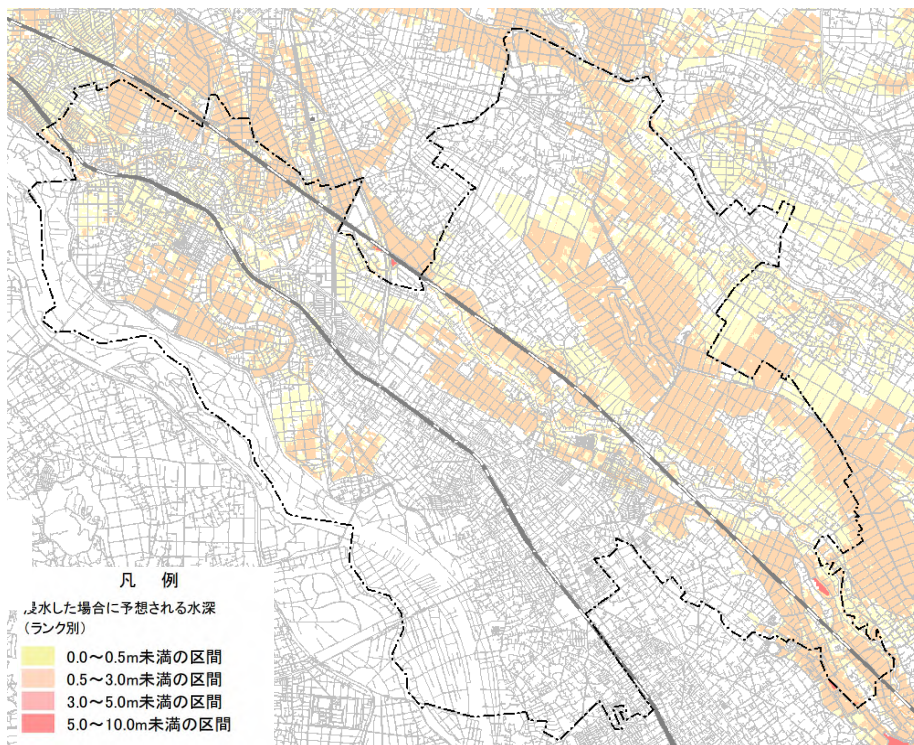 凡 例
浸水した場合に予想される水深
（ランク別）
0.0～0.5m未満の区間
0.5～3.0m未満の区間
3.0～5.0m未満の区間
5.0～10.0m未満の区間